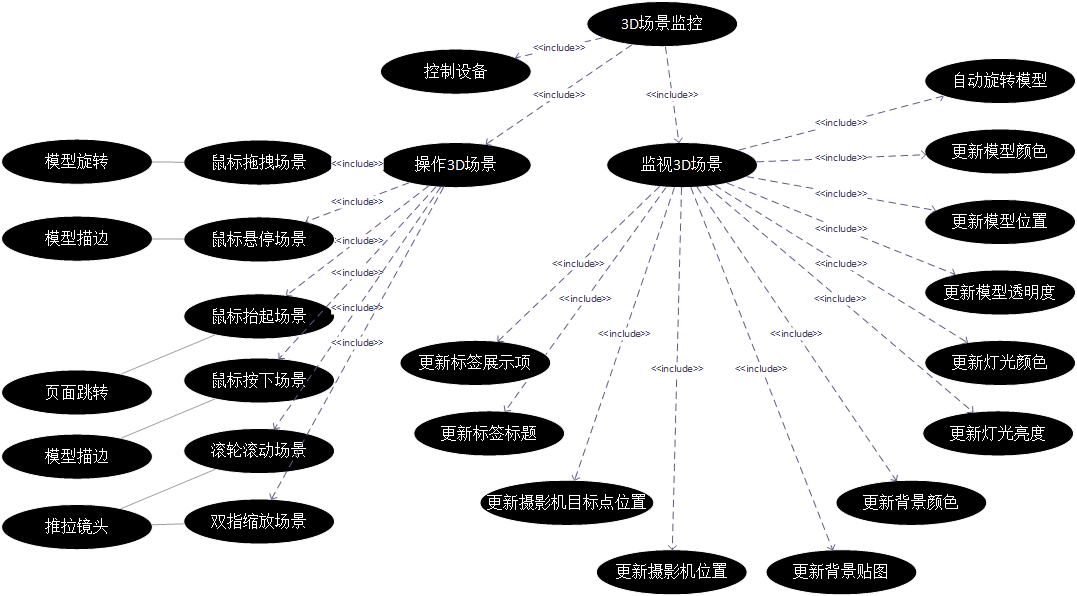 3D场景监控
<<include>>
控制设备
自动旋转模型
<<include>>
<<include>>
<<include>>
更新模型颜色
<<include>>
模型旋转
鼠标拖拽场景
<<include>>
操作3D场景
监视3D场景
<<include>>
<<include>>
更新模型位置
模型描边
鼠标悬停场景
<<include>>
<<include>>
<<include>>
<<include>>
<<include>>
<<include>>
更新模型透明度
<<include>>
<<include>>
<<include>>
鼠标抬起场景
<<include>>
<<include>>
<<include>>
<<include>>
更新标签展示项
更新灯光颜色
<<include>>
<<include>>
页面跳转
鼠标按下场景
更新标签标题
更新灯光亮度
模型描边
滚轮滚动场景
更新摄影机目标点位置
更新背景颜色
推拉镜头
双指缩放场景
更新摄影机位置
更新背景贴图